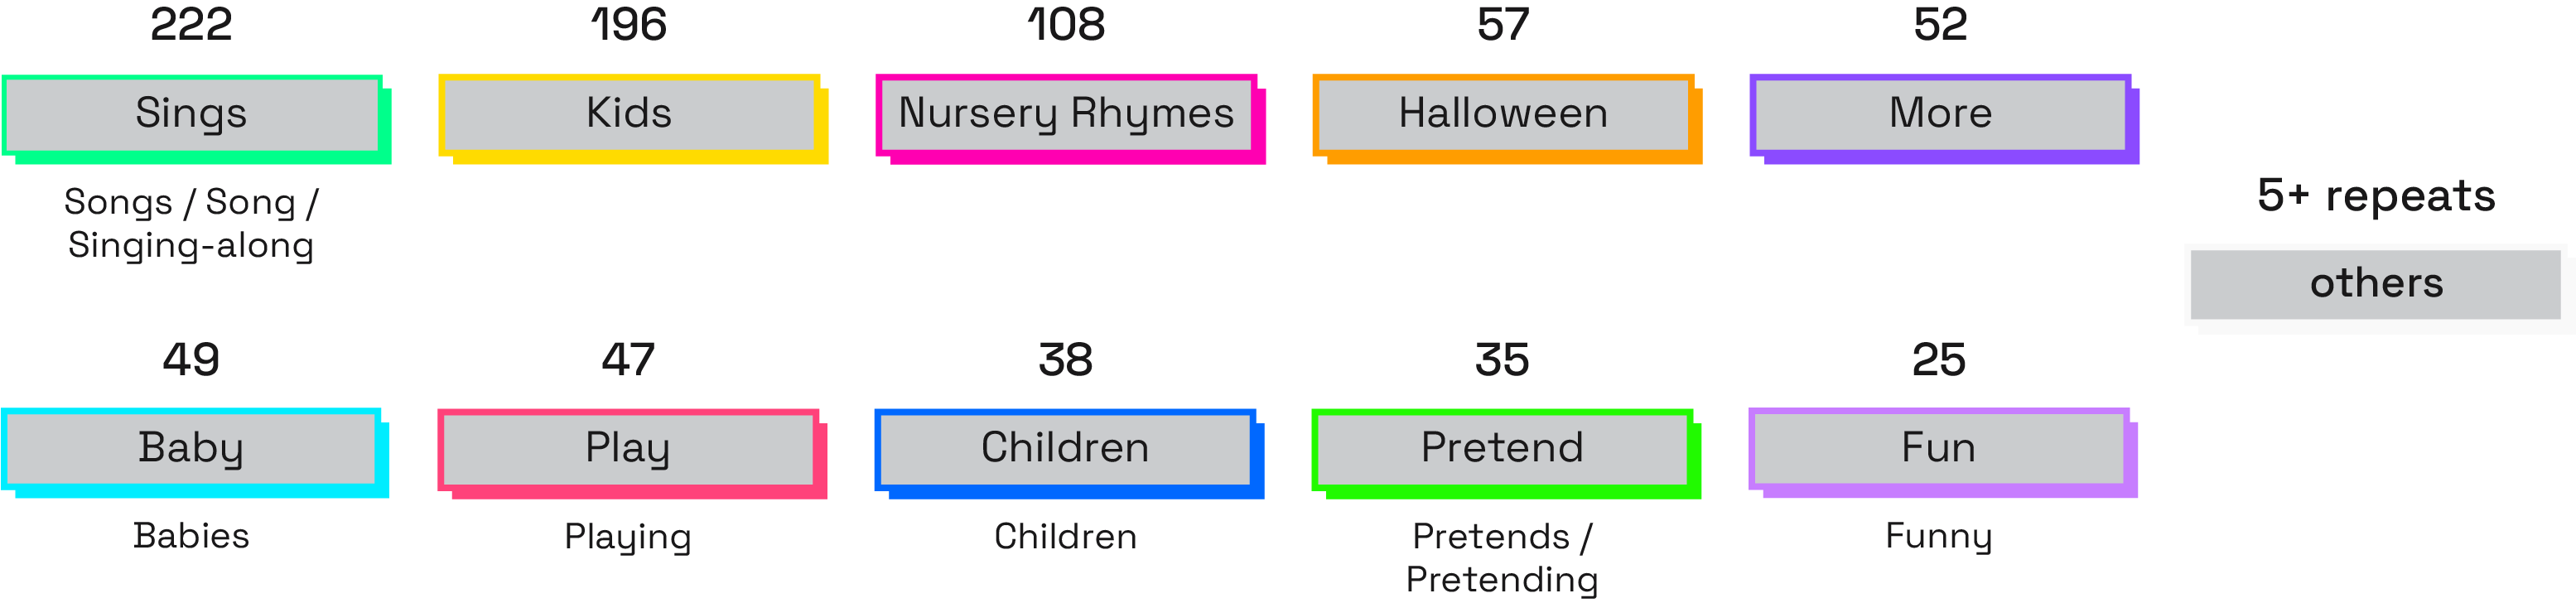 222
196
108
57
52
Sings
Kids
Nursery Rhymes
Halloween
More
Songs / Song /
Singing-along
5+ repeats
others
49
47
38
35
25
Baby
Play
Children
Pretend
Fun
Babies
Playing
Children
Pretends /
Pretending
Funny